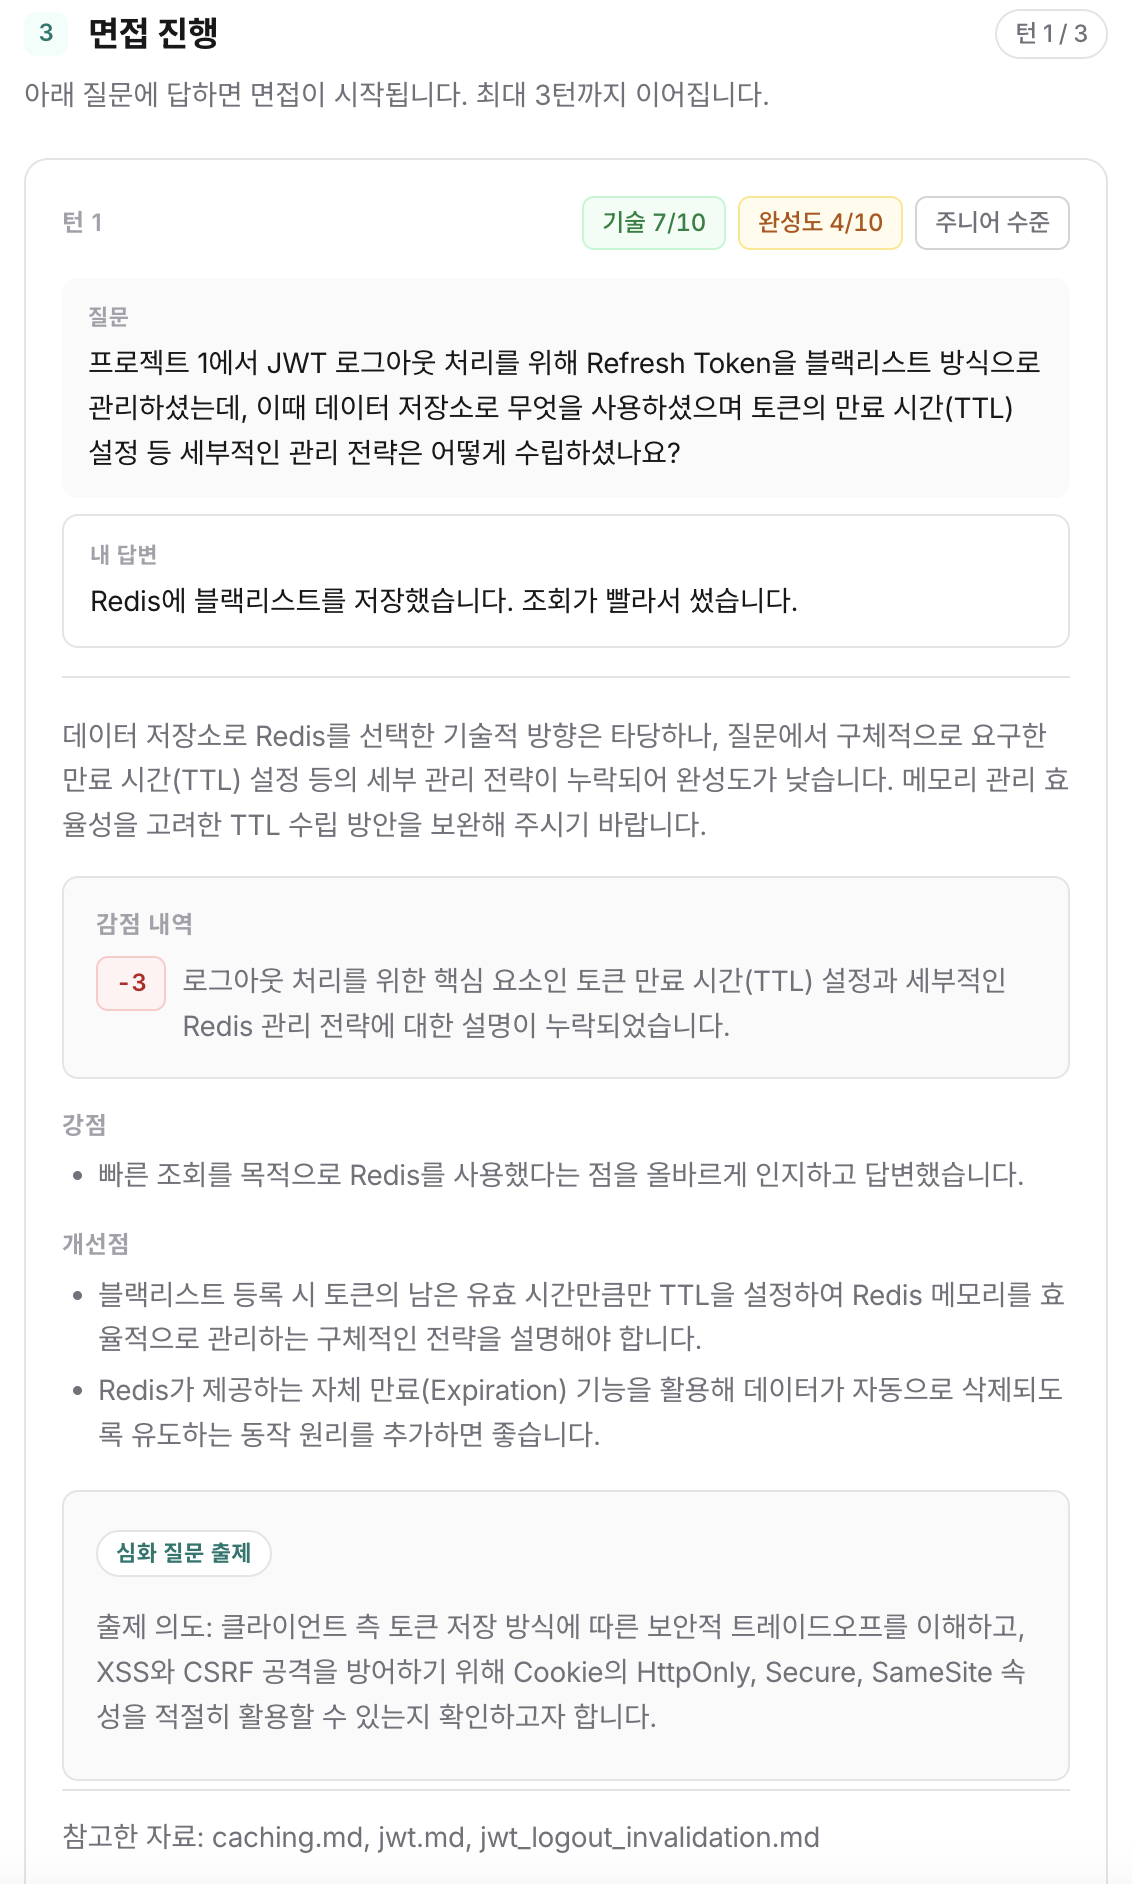 3 면접 진행 턴 1 / 3
아래 질문에 답하면 면접이 시작됩니다. 최대 3턴까지 이어집니다.
턴 1 기술 7/10 완성도 4/10 주니어 수준
질문
프로젝트 1에서 JWT 로그아웃 처리를 위해 Refresh Token을 블랙리스트 방식으로
관리하셨는데, 이때 데이터 저장소로 무엇을 사용하셨으며 토큰의 만료 시간(TTL)
설정 등 세부적인 관리 전략은 어떻게 수립하셨나요?
내 답변
Redis에 블랙리스트를 저장했습니다. 조회가 빨라서 썼습니다.
데이터 저장소로 Redis를 선택한 기술적 방향은 타당하나, 질문에서 구체적으로 요구한
만료 시간(TTL) 설정 등의 세부 관리 전략이 누락되어 완성도가 낮습니다. 메모리 관리 효
율성을 고려한 TTL 수립 방안을 보완해 주시기 바랍니다.
감점 내역
-3 로그아웃 처리를 위한 핵심 요소인 토큰 만료 시간(TTL) 설정과 세부적인
Redis 관리 전략에 대한 설명이 누락되었습니다.
강점
• 빠른 조회를 목적으로 Redis를 사용했다는 점을 올바르게 인지하고 답변했습니다.
개선점
• 블랙리스트 등록 시 토큰의 남은 유효 시간만큼만 TTL을 설정하여 Redis 메모리를 효
율적으로 관리하는 구체적인 전략을 설명해야 합니다.
• Redis가 제공하는 자체 만료(Expiration) 기능을 활용해 데이터가 자동으로 삭제되도
록 유도하는 동작 원리를 추가하면 좋습니다.
심화 질문 출제
출제 의도: 클라이언트 측 토큰 저장 방식에 따른 보안적 트레이드오프를 이해하고,
XSS와 CSRF 공격을 방어하기 위해 Cookie의 HttpOnly, Secure, SameSite 속
성을 적절히 활용할 수 있는지 확인하고자 합니다.
참고한 자료: caching.md, jwt.md, jwt_logout_invalidation.md